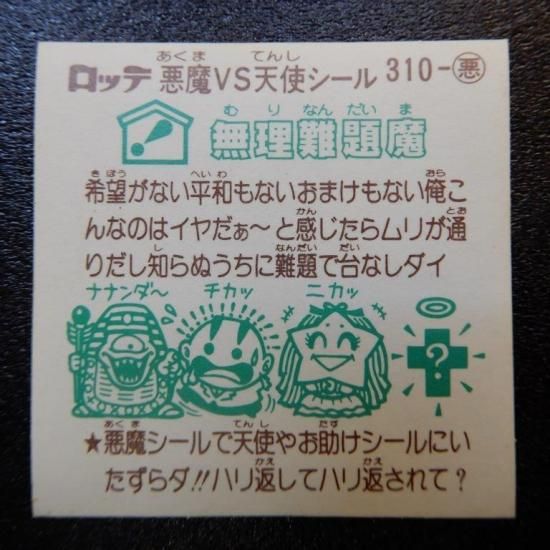 ロッテ 悪魔VS天使シール 310-悪
無理難題魔
希望がない平和もないおまけもない俺こ
んなのはイヤだぁ〜と感じたらムリが通
りだし知らぬうちに難題で台なしダイ
ナナンダ〜 チカッ ニカッ
?
★悪魔シールで天使やお助けシールにい
たずらダ!!ハリ返してハリ返されて?